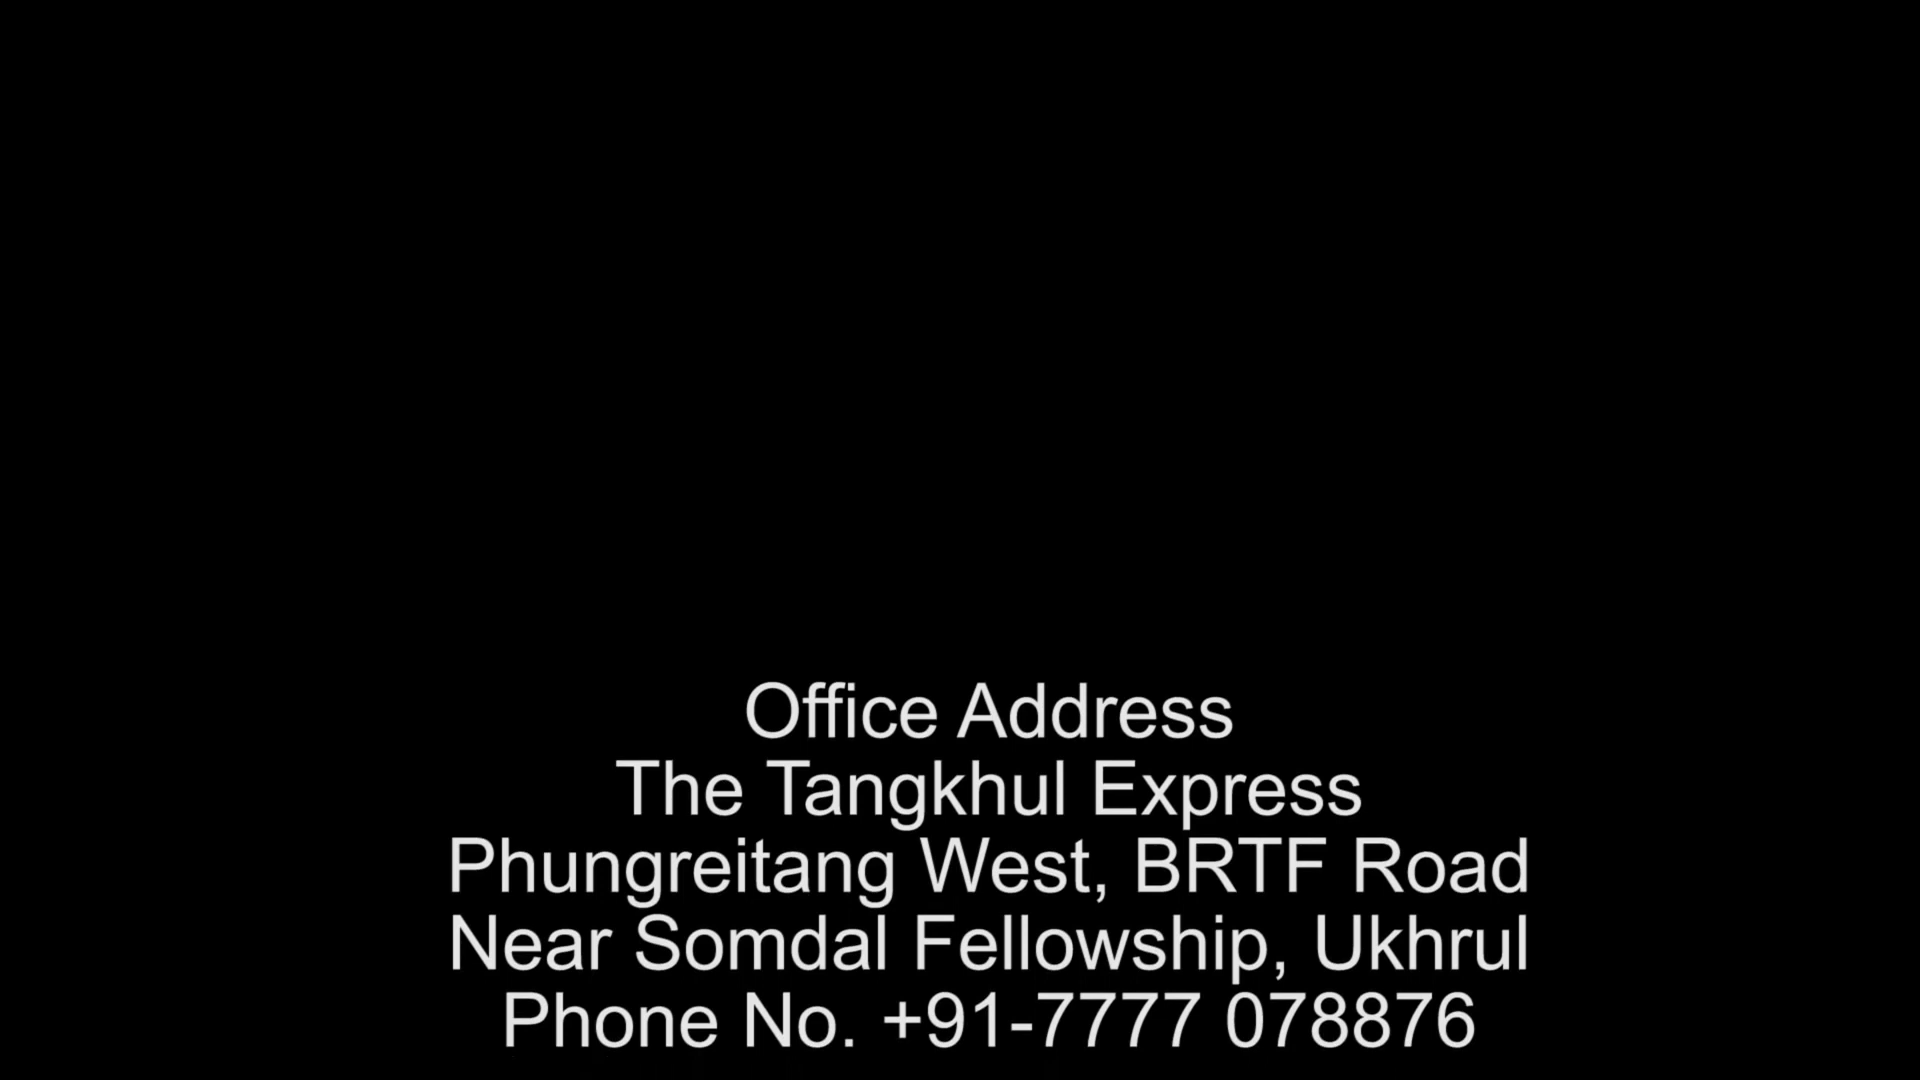 Office Address
The Tangkhul Express
Phungreitang West, BRTF Road
Near Somdal Fellowship, Ukhrul
Phone No. +91-7777 078876